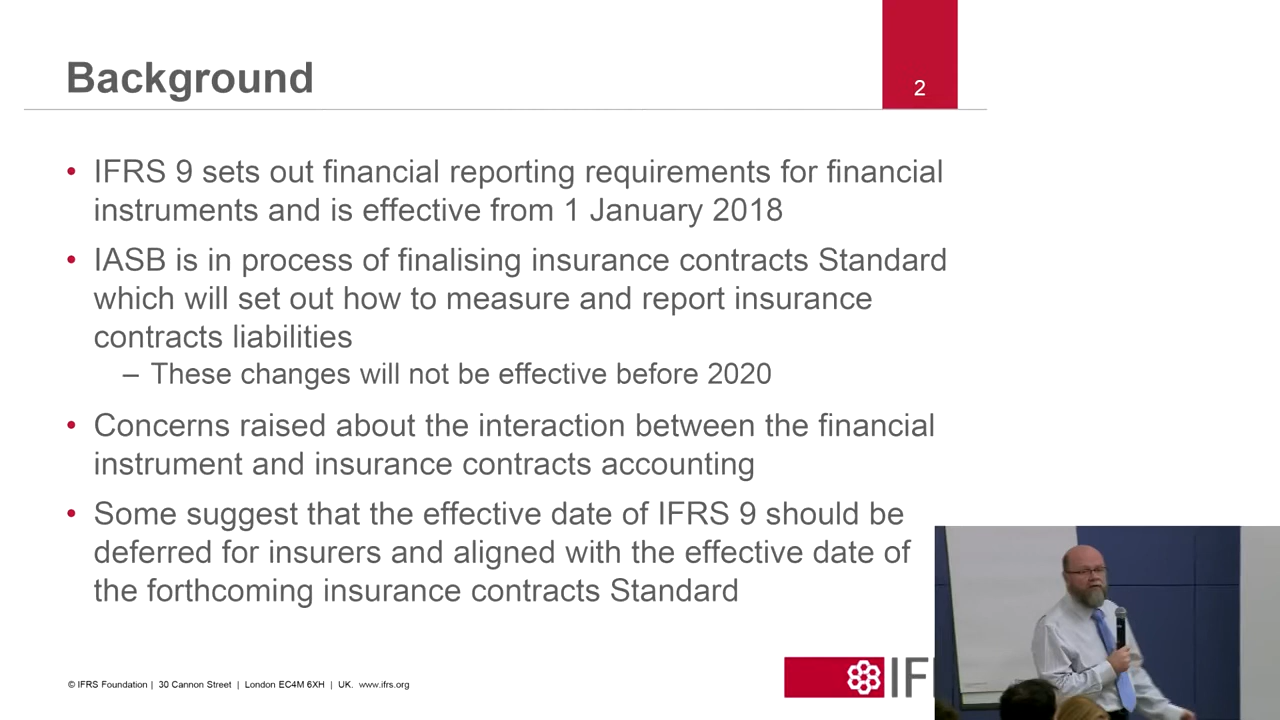 Background
2
• IFRS 9 sets out financial reporting requirements for financial
instruments and is effective from 1 January 2018
• IASB is in process of finalising insurance contracts Standard
which will set out how to measure and report insurance
contracts liabilities
– These changes will not be effective before 2020
• Concerns raised about the interaction between the financial
instrument and insurance contracts accounting
• Some suggest that the effective date of IFRS 9 should be
deferred for insurers and aligned with the effective date of
the forthcoming insurance contracts Standard
© IFRS Foundation | 30 Cannon Street | London EC4M 6XH | UK. www.ifrs.org